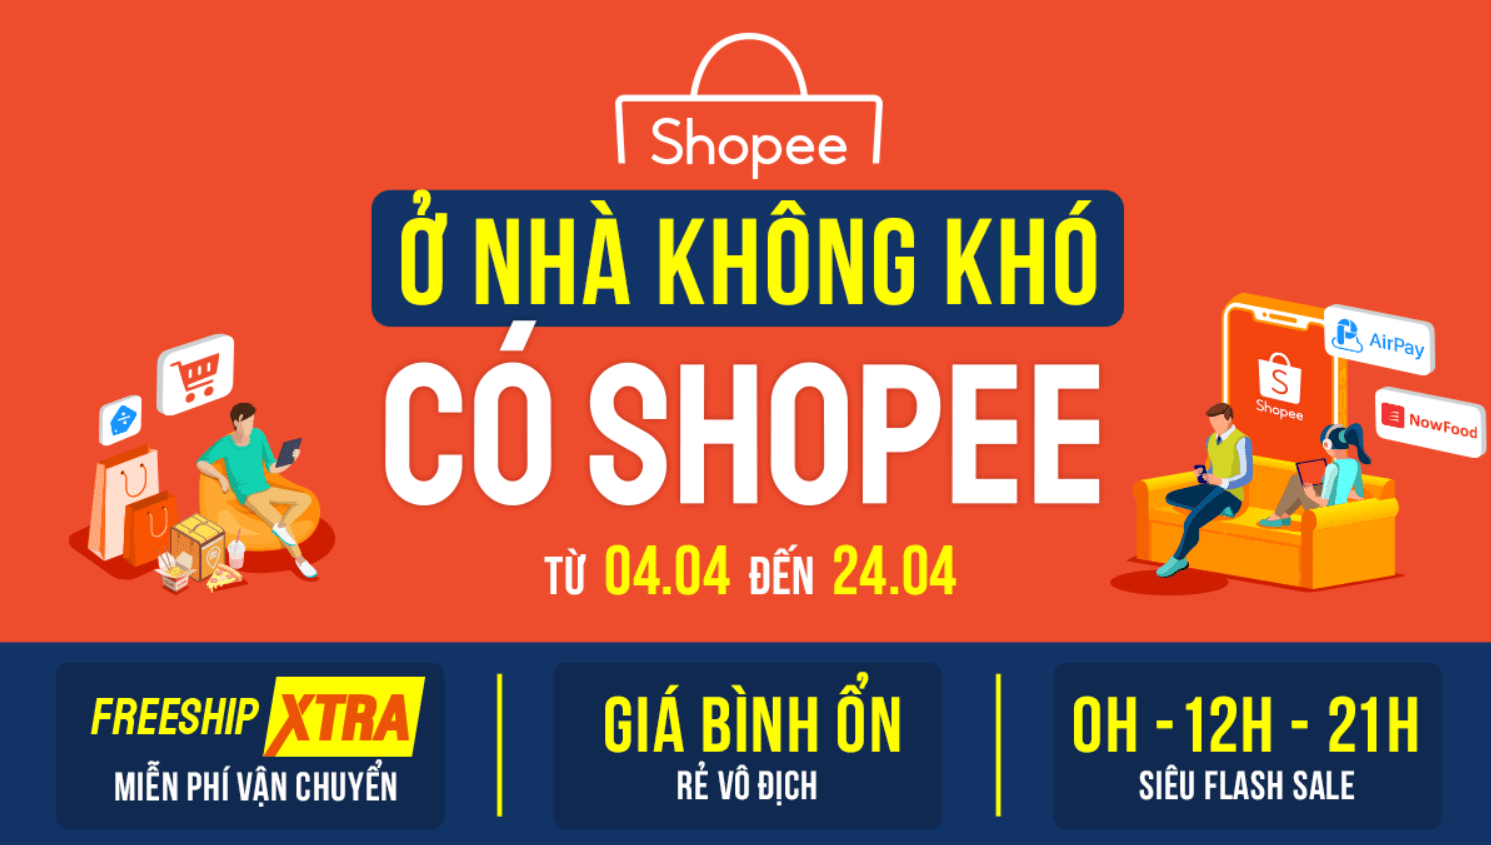 Shopee
Ở NHÀ KHÔNG KHÓ
CÓ SHOPEE
TỪ 04.04 ĐẾN 24.04
AirPay
S
Shopee
NowFood
FREESHIP XTRA
MIỄN PHÍ VẬN CHUYỂN
GIÁ BÌNH ỔN
RẺ VÔ ĐỊCH
0H - 12H - 21H
SIÊU FLASH SALE